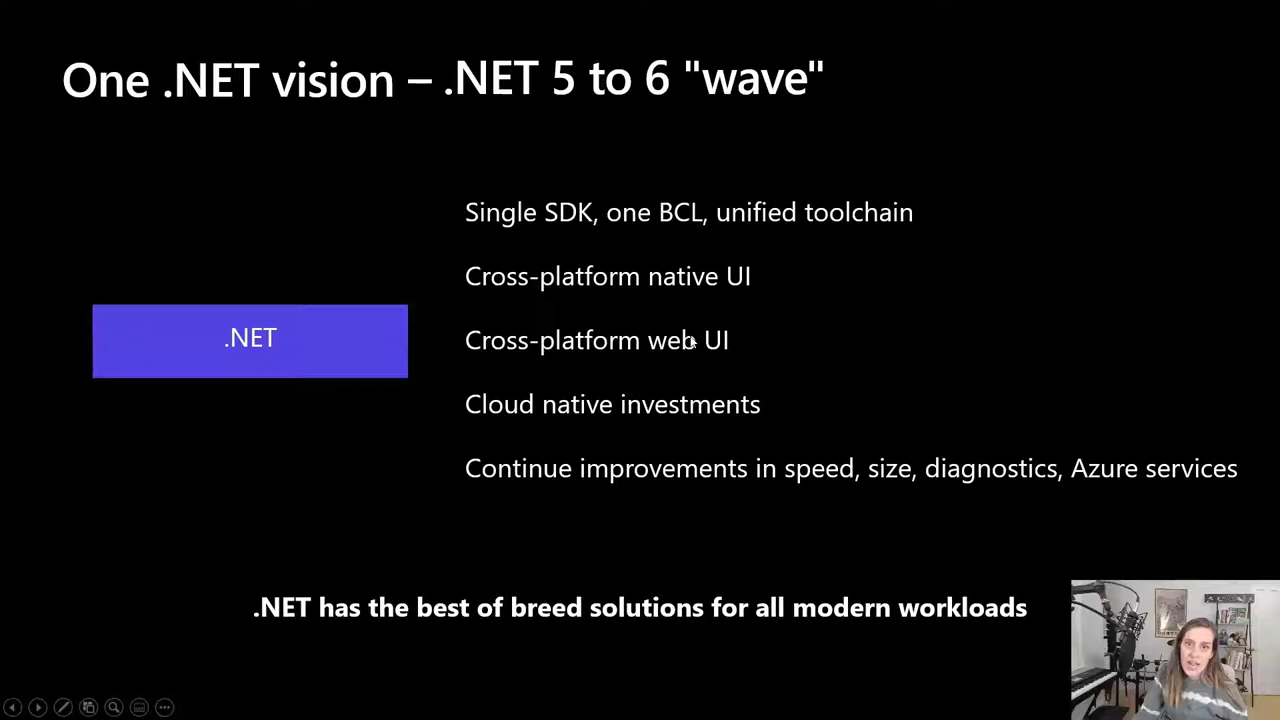 One .NET vision – .NET 5 to 6 "wave"
Single SDK, one BCL, unified toolchain
Cross-platform native UI
.NET
Cross-platform web UI
Cloud native investments
Continue improvements in speed, size, diagnostics, Azure services
.NET has the best of breed solutions for all modern workloads